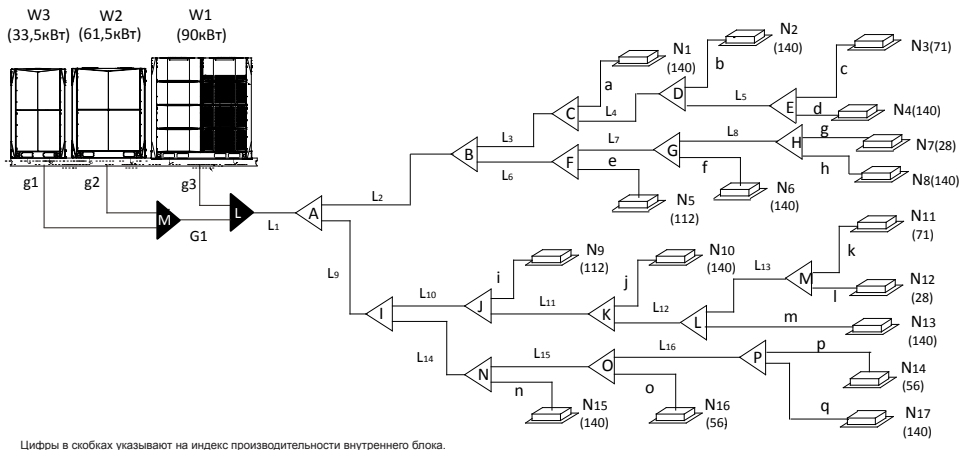 W3
(33,5кВт)
W2
(61,5кВт)
W1
(90кВт)
g1
g2
g3
M
G1
L
L1
A
L2
L9
B
L3
L6
C
a
N1
(140)
L4
D
b
N2
(140)
L5
E
c
N3(71)
d
N4(140)
F
L7
e
N5
(112)
G
L8
f
N6
(140)
H
g
N7(28)
h
N8(140)
I
L10
L14
J
i
N9
(112)
L11
K
j
N10
(140)
L12
L
L13
M
k
N11
(71)
l
N12
(28)
m
N13
(140)
N
L15
n
N15
(140)
O
L16
o
N16
(56)
P
p
N14
(56)
q
N17
(140)
Цифры в скобках указывают на индекс производительности внутреннего блока.